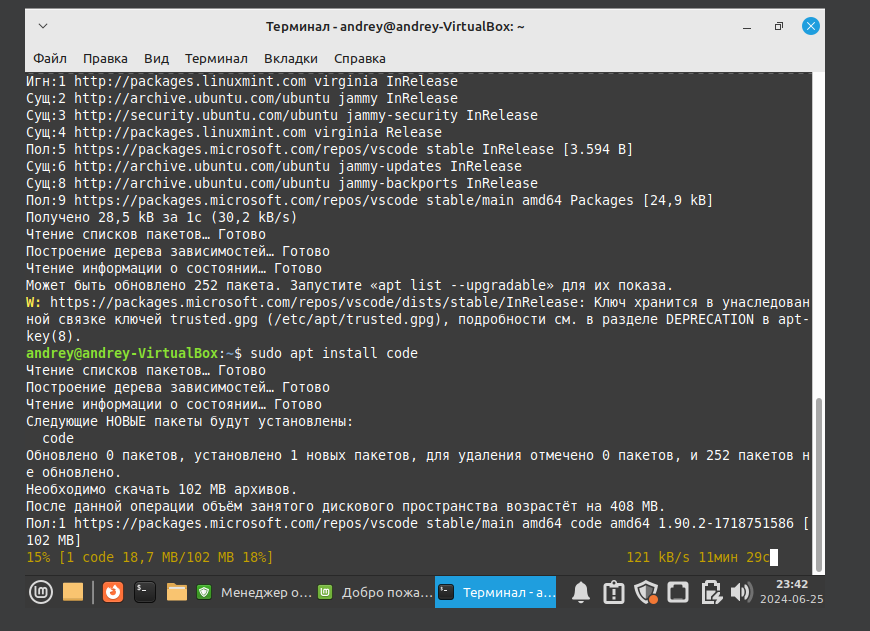 Терминал - andrey@andrey-VirtualBox: ~
Файл Правка Вид Терминал Вкладки Справка
Игн:1 http://packages.linuxmint.com virginia InRelease
Сущ:2 http://archive.ubuntu.com/ubuntu jammy InRelease
Сущ:3 http://security.ubuntu.com/ubuntu jammy-security InRelease
Сущ:4 http://packages.linuxmint.com virginia Release
Пол:5 https://packages.microsoft.com/repos/vscode stable InRelease [3.594 B]
Сущ:6 http://archive.ubuntu.com/ubuntu jammy-updates InRelease
Сущ:8 http://archive.ubuntu.com/ubuntu jammy-backports InRelease
Пол:9 https://packages.microsoft.com/repos/vscode stable/main amd64 Packages [24,9 kB]
Получено 28,5 kB за 1с (30,2 kB/s)
Чтение списков пакетов… Готово
Построение дерева зависимостей… Готово
Чтение информации о состоянии… Готово
Может быть обновлено 252 пакета. Запустите «apt list --upgradable» для их показа.
W: https://packages.microsoft.com/repos/vscode/dists/stable/InRelease: Ключ хранится в унаследован
ной связке ключей trusted.gpg (/etc/apt/trusted.gpg), подробности см. в разделе DEPRECATION в apt-
key(8).
andrey@andrey-VirtualBox:~$ sudo apt install code
Чтение списков пакетов… Готово
Построение дерева зависимостей… Готово
Чтение информации о состоянии… Готово
Следующие НОВЫЕ пакеты будут установлены:
code
Обновлено 0 пакетов, установлено 1 новых пакетов, для удаления отмечено 0 пакетов, и 252 пакетов н
е обновлено.
Необходимо скачать 102 MB архивов.
После данной операции объём занятого дискового пространства возрастёт на 408 MB.
Пол:1 https://packages.microsoft.com/repos/vscode stable/main amd64 code amd64 1.90.2-1718751586 [
102 MB]
15% [1 code 18,7 MB/102 MB 18%] 121 kB/s 11мин 29с
Менеджер о... Добро пожа... Терминал - a... 23:42
2024-06-25